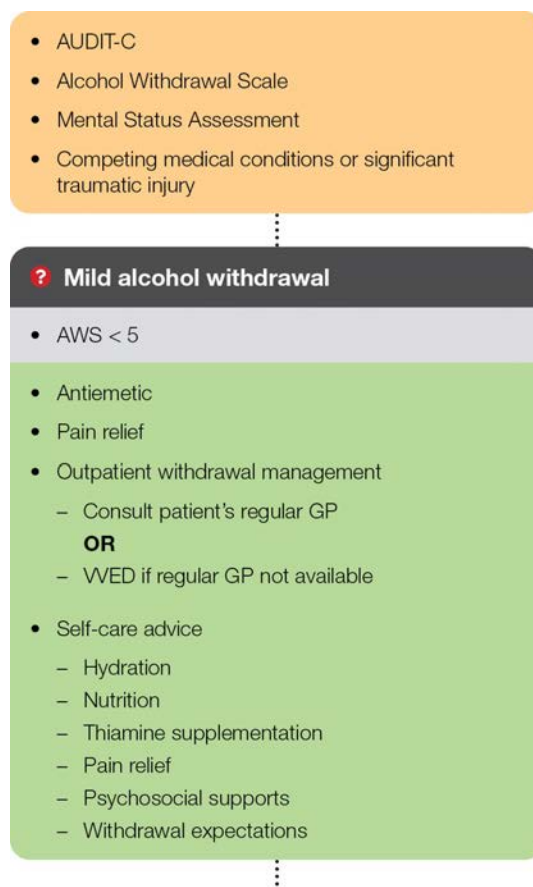 • AUDIT-C
• Alcohol Withdrawal Scale
• Mental Status Assessment
• Competing medical conditions or significant
traumatic injury
? Mild alcohol withdrawal
• AWS < 5
• Antiemetic
• Pain relief
• Outpatient withdrawal management
– Consult patient’s regular GP
OR
– VVED if regular GP not available
• Self-care advice
– Hydration
– Nutrition
– Thiamine supplementation
– Pain relief
– Psychosocial supports
– Withdrawal expectations